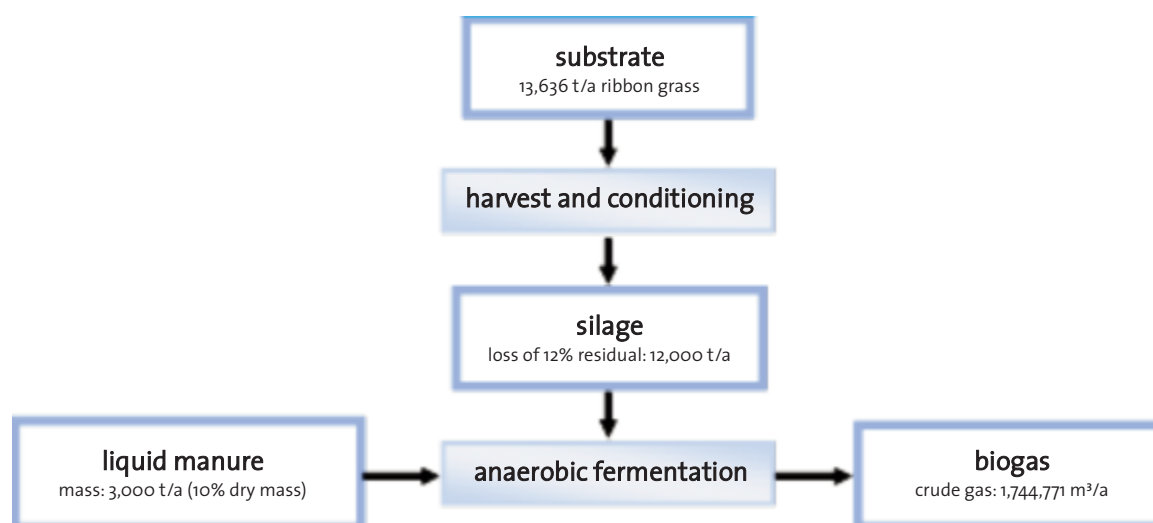 substrate
13,636 t/a ribbon grass
harvest and conditioning
silage
loss of 12% residual: 12,000 t/a
liquid manure
mass: 3,000 t/a (10% dry mass)
anaerobic fermentation
biogas
crude gas: 1,744,771 m³/a